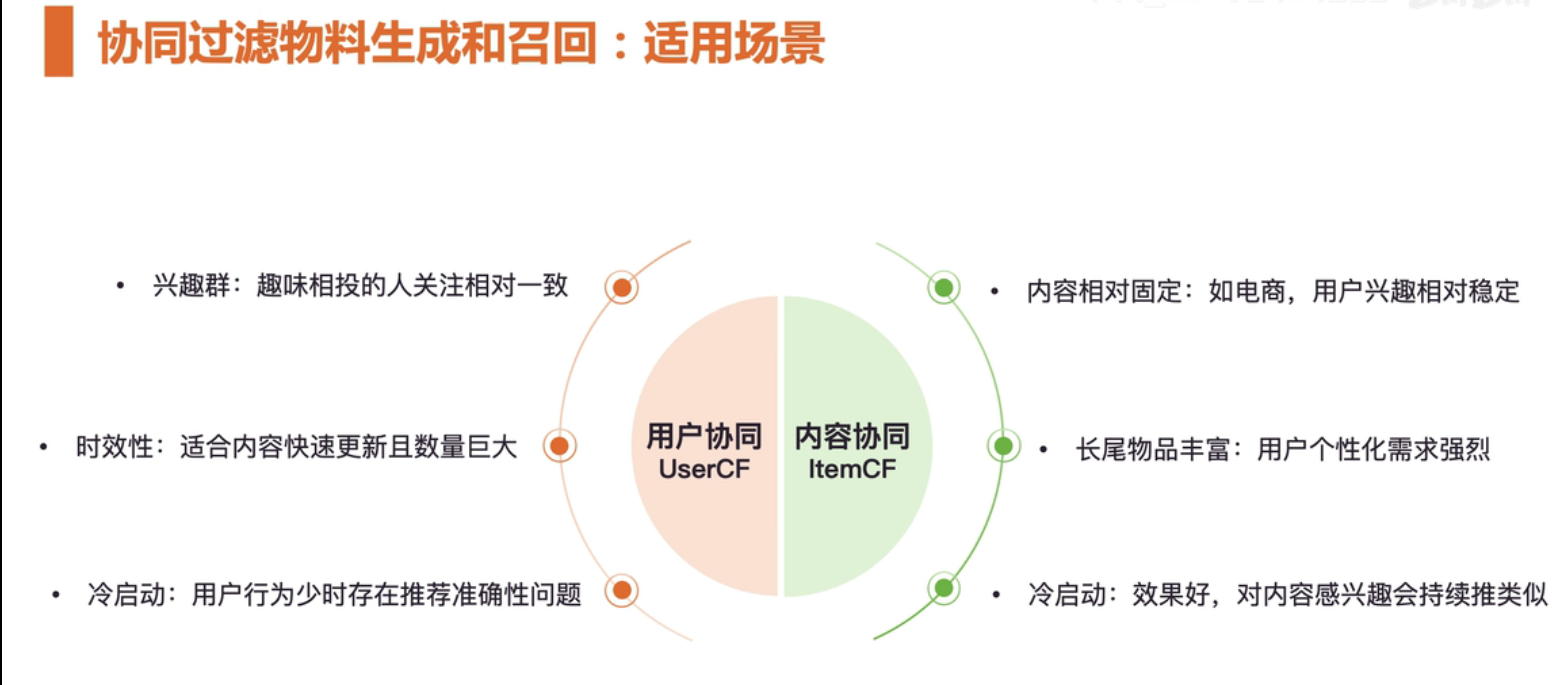 协同过滤物料生成和召回：适用场景
• 兴趣群：趣味相投的人关注相对一致
• 时效性：适合内容快速更新且数量巨大
• 冷启动：用户行为少时存在推荐准确性问题
用户协同
UserCF
内容协同
ItemCF
• 内容相对固定：如电商，用户兴趣相对稳定
• 长尾物品丰富：用户个性化需求强烈
• 冷启动：效果好，对内容感兴趣会持续推类似